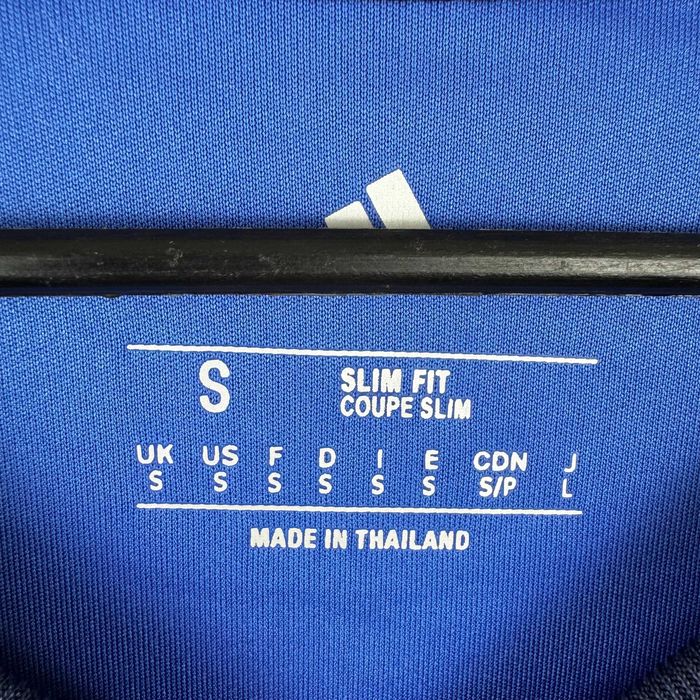 S SLIM FIT
COUPE SLIM
UK US F D I E CDN J
S S S S S S S/P L
MADE IN THAILAND